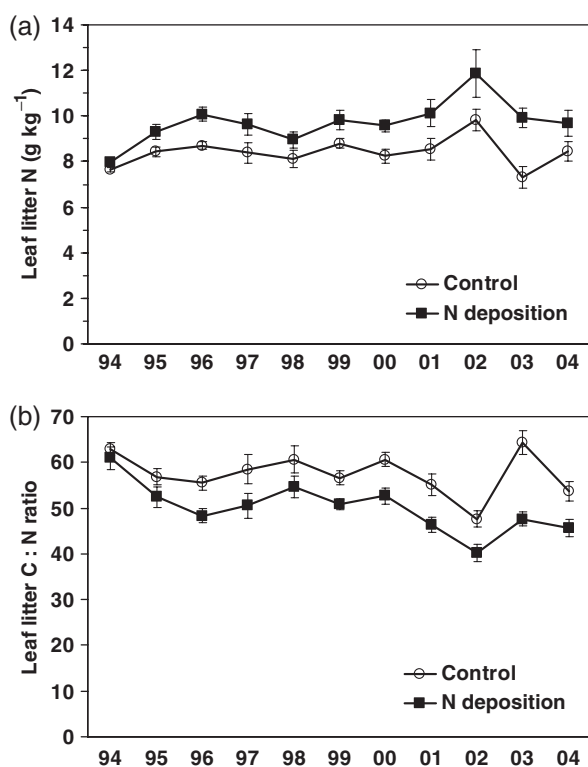 (a)
Leaf litter N (g kg⁻¹)
14
12
10
8
6
4
2
0
Control
N deposition
94 95 96 97 98 99 00 01 02 03 04
(b)
Leaf litter C : N ratio
70
60
50
40
30
20
10
0
Control
N deposition
94 95 96 97 98 99 00 01 02 03 04